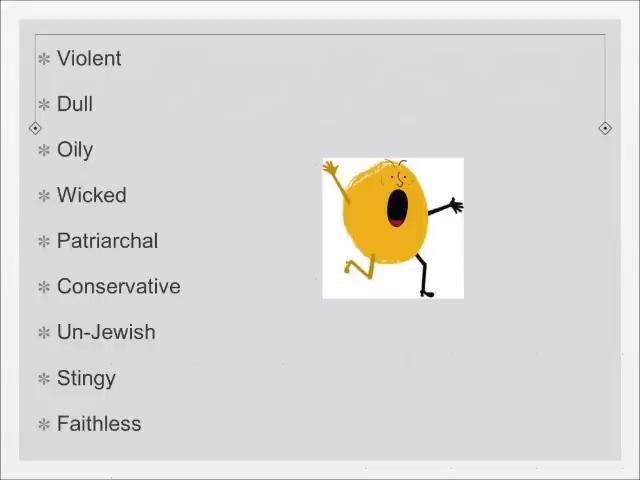 Violent
Dull
Oily
Wicked
Patriarchal
Conservative
Un-Jewish
Stingy
Faithless